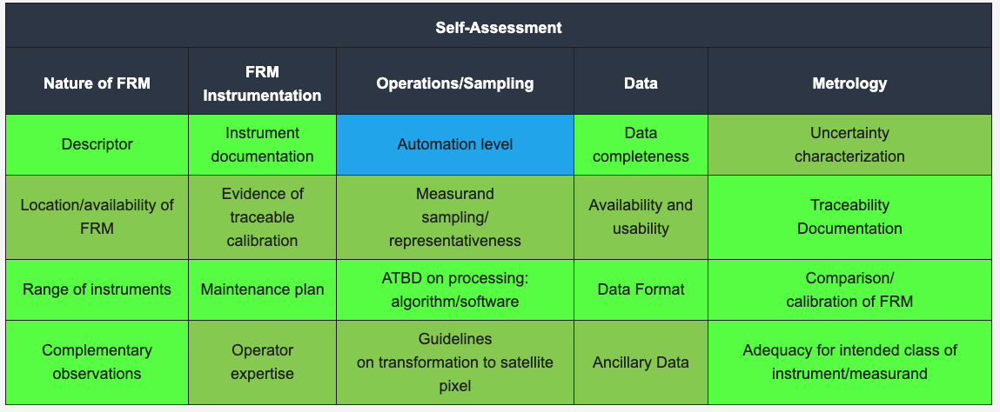 Self-Assessment
Nature of FRM
FRM
Instrumentation
Operations/Sampling
Data
Metrology
Descriptor
Instrument
documentation
Automation level
Data
completeness
Uncertainty
characterization
Location/availability of
FRM
Evidence of
traceable
calibration
Measurand
sampling/
representativeness
Availability and
usability
Traceability
Documentation
Range of instruments
Maintenance plan
ATBD on processing:
algorithm/software
Data Format
Comparison/
calibration of FRM
Complementary
observations
Operator
expertise
Guidelines
on transformation to satellite
pixel
Ancillary Data
Adequacy for intended class of
instrument/measurand